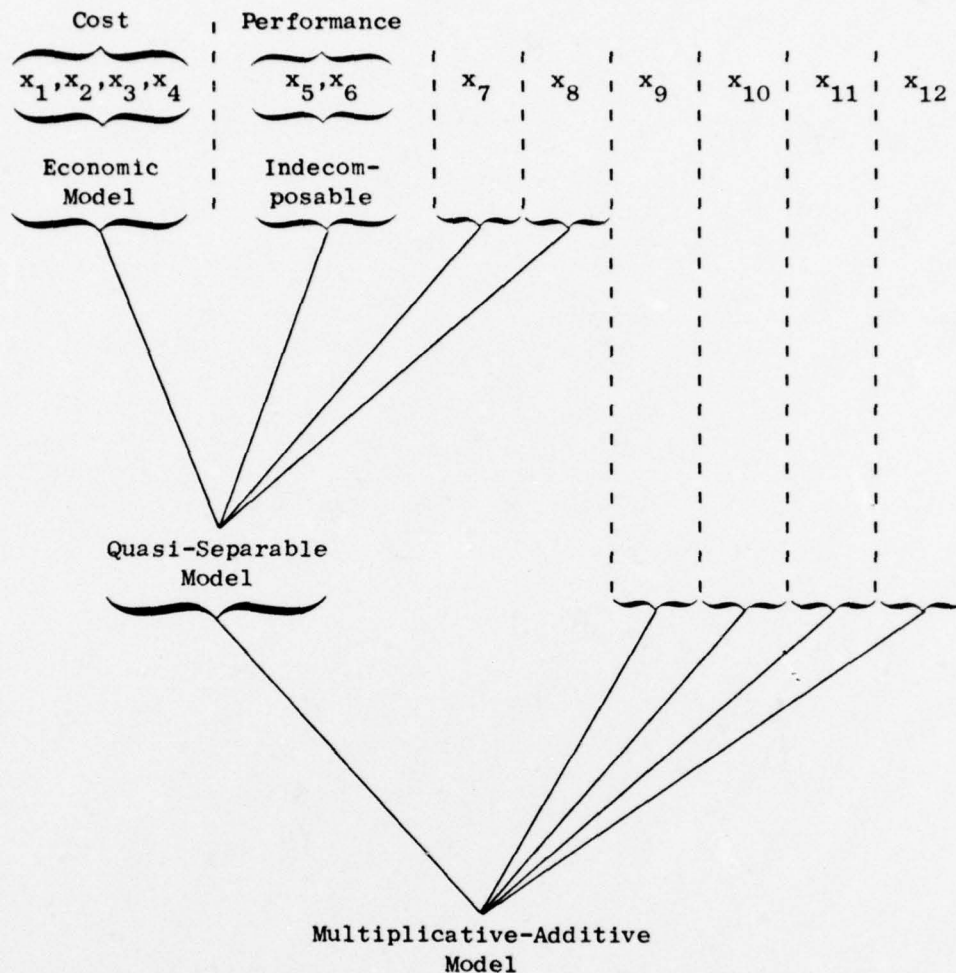 Cost Performance
x₁,x₂,x₃,x₄ x₅,x₆ x₇ x₈ x₉ x₁₀ x₁₁ x₁₂
Economic Model
Indecom-
posable
Quasi-Separable
Model
Multiplicative-Additive
Model